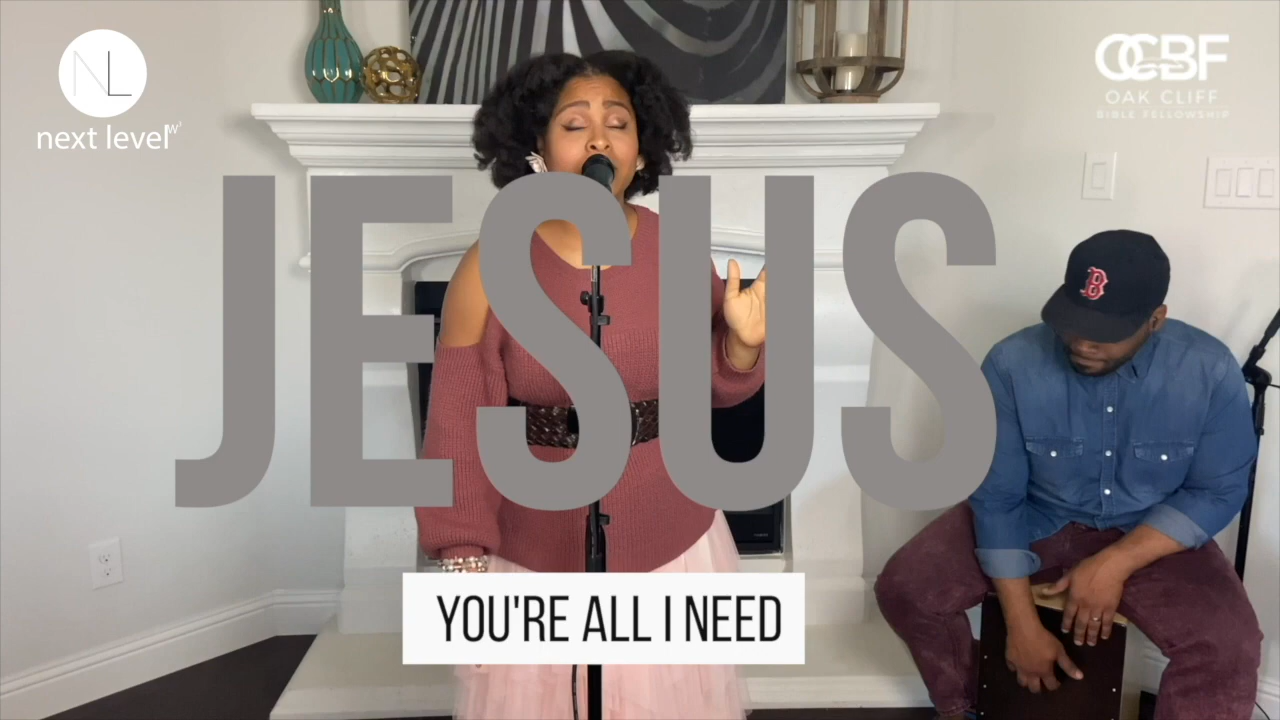 NL
next level
OCBF
OAK CLIFF
BIBLE FELLOWSHIP
B
JESUS
YOU'RE ALL I NEED